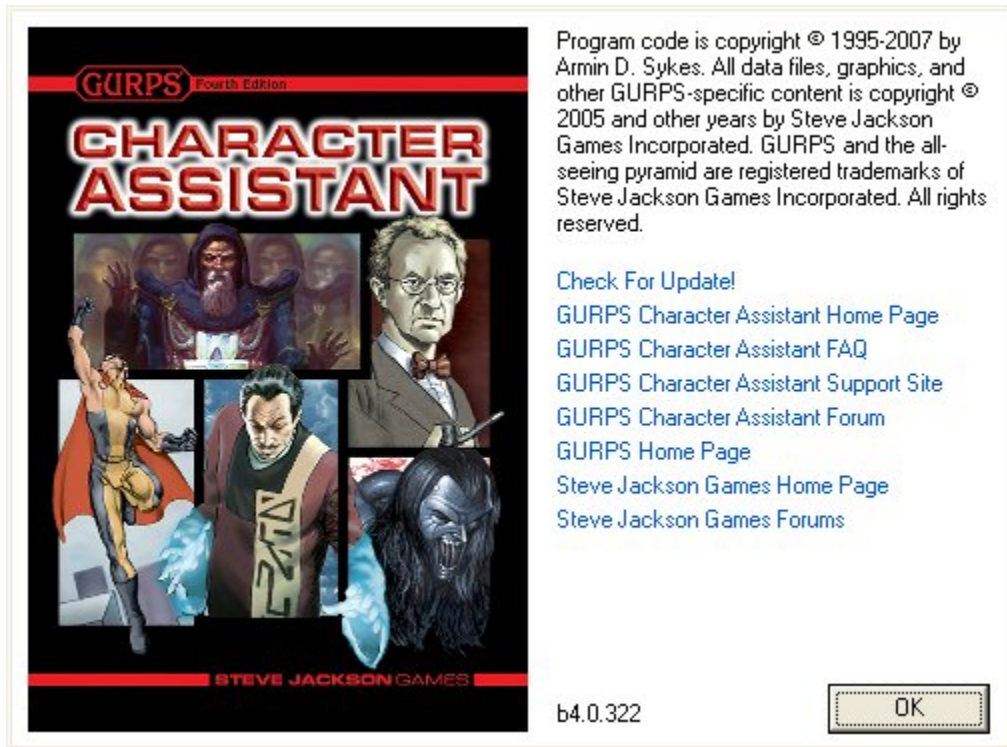 GURPS Fourth Edition
CHARACTER
ASSISTANT
STEVE JACKSON GAMES
Program code is copyright © 1995-2007 by
Armin D. Sykes. All data files, graphics, and
other GURPS-specific content is copyright ©
2005 and other years by Steve Jackson
Games Incorporated. GURPS and the all-
seeing pyramid are registered trademarks of
Steve Jackson Games Incorporated. All rights
reserved.
Check For Update!
GURPS Character Assistant Home Page
GURPS Character Assistant FAQ
GURPS Character Assistant Support Site
GURPS Character Assistant Forum
GURPS Home Page
Steve Jackson Games Home Page
Steve Jackson Games Forums
b4.0.322
OK